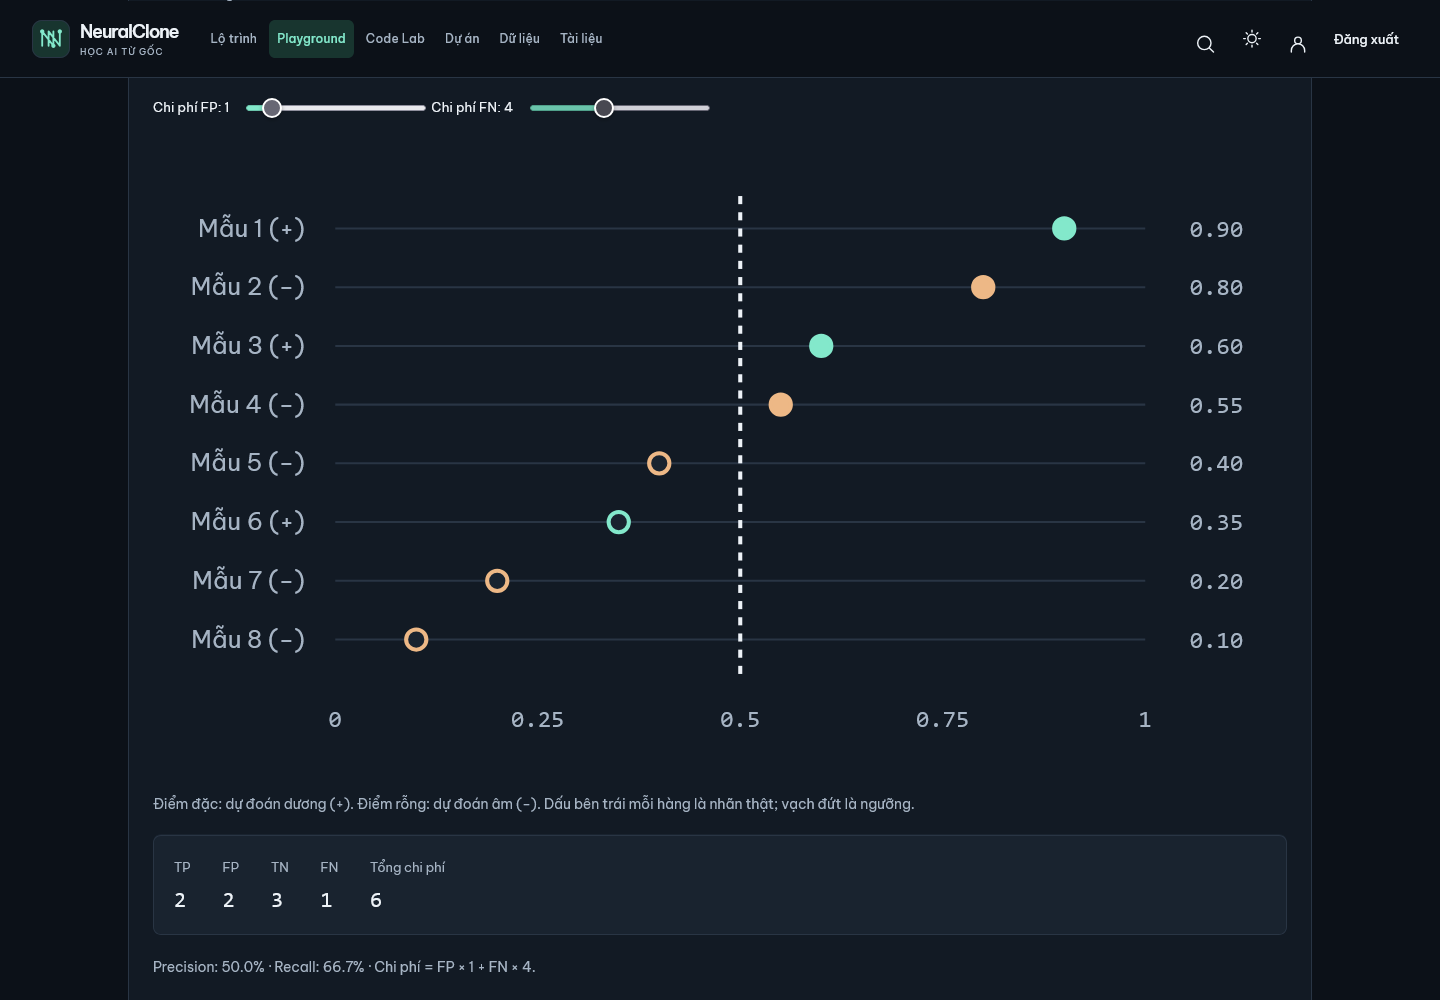 NeuralClone
HỌC AI TỪ GỐC
Lộ trình
Playground
Code Lab
Dự án
Dữ liệu
Tài liệu
Đăng xuất
Chi phí FP: 1
Chi phí FN: 4
Mẫu 1 (+) 0.90
Mẫu 2 (−) 0.80
Mẫu 3 (+) 0.60
Mẫu 4 (−) 0.55
Mẫu 5 (−) 0.40
Mẫu 6 (+) 0.35
Mẫu 7 (−) 0.20
Mẫu 8 (−) 0.10
0 0.25 0.5 0.75 1
Điểm đặc: dự đoán dương (+). Điểm rỗng: dự đoán âm (−). Dấu bên trái mỗi hàng là nhãn thật; vạch đứt là ngưỡng.
TP FP TN FN Tổng chi phí
2 2 3 1 6
Precision: 50.0% · Recall: 66.7% · Chi phí = FP × 1 + FN × 4.